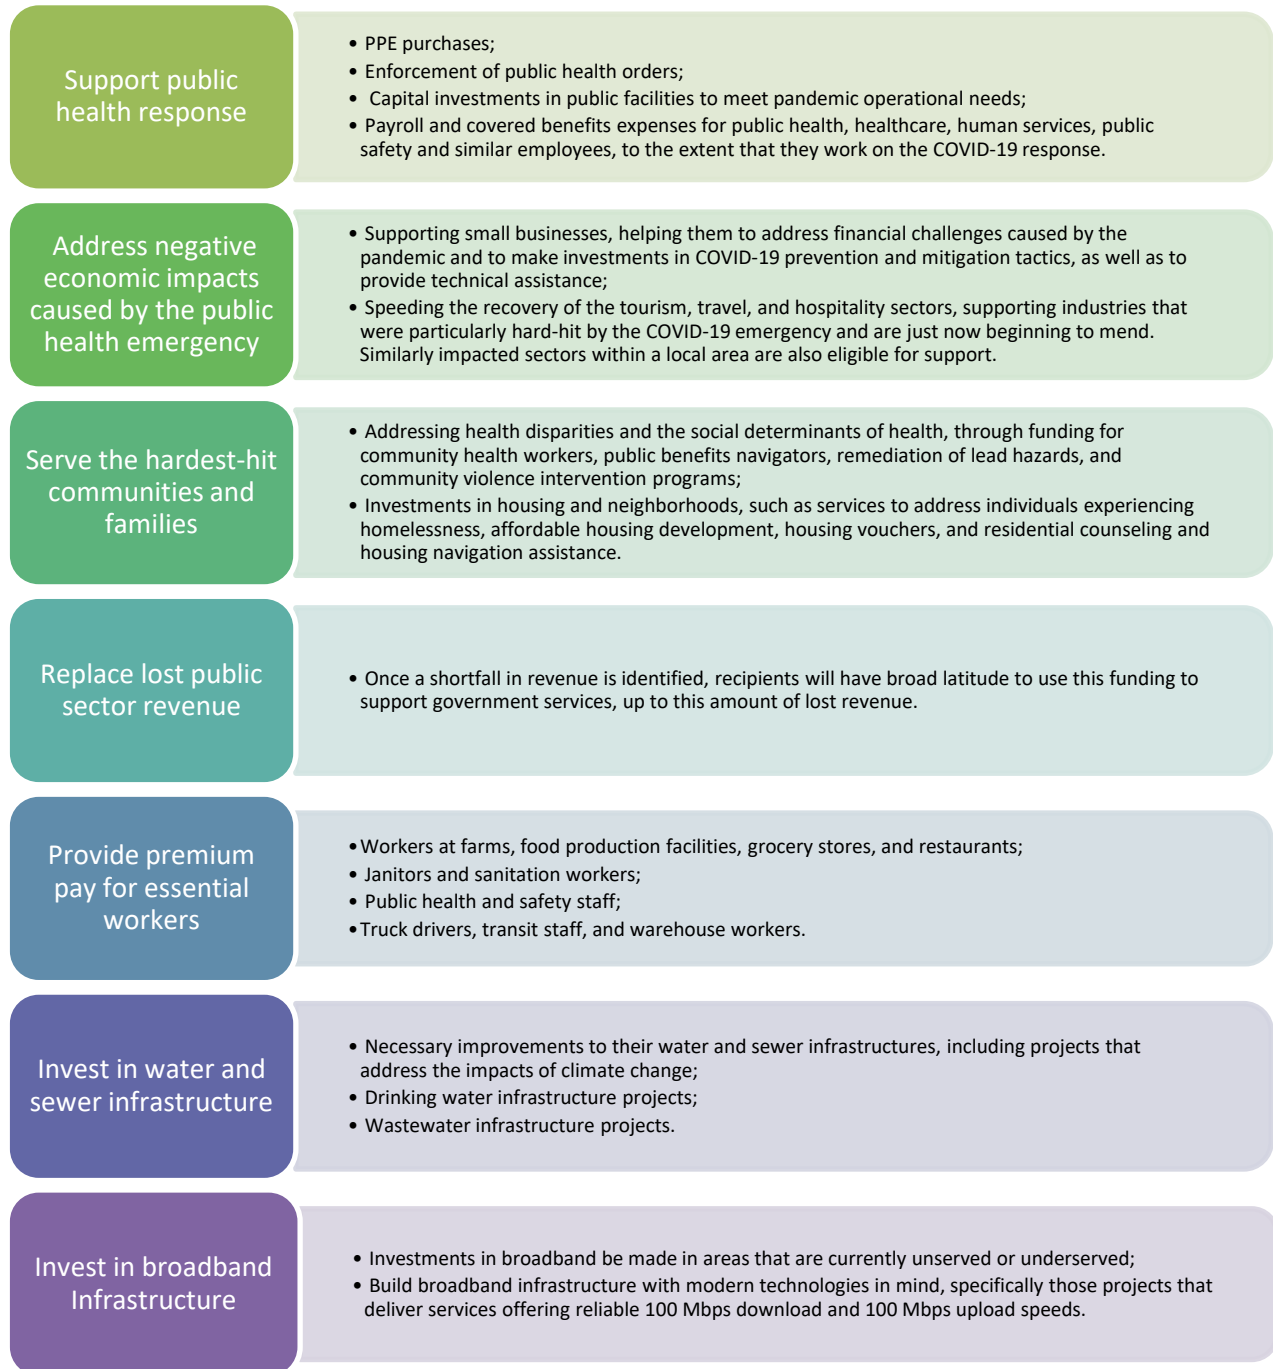 Support public
health response
• PPE purchases;
• Enforcement of public health orders;
• Capital investments in public facilities to meet pandemic operational needs;
• Payroll and covered benefits expenses for public health, healthcare, human services, public
safety and similar employees, to the extent that they work on the COVID-19 response.
Address negative
economic impacts
caused by the public
health emergency
• Supporting small businesses, helping them to address financial challenges caused by the
pandemic and to make investments in COVID-19 prevention and mitigation tactics, as well as to
provide technical assistance;
• Speeding the recovery of the tourism, travel, and hospitality sectors, supporting industries that
were particularly hard-hit by the COVID-19 emergency and are just now beginning to mend.
Similarly impacted sectors within a local area are also eligible for support.
Serve the hardest-hit
communities and
families
• Addressing health disparities and the social determinants of health, through funding for
community health workers, public benefits navigators, remediation of lead hazards, and
community violence intervention programs;
• Investments in housing and neighborhoods, such as services to address individuals experiencing
homelessness, affordable housing development, housing vouchers, and residential counseling and
housing navigation assistance.
Replace lost public
sector revenue
• Once a shortfall in revenue is identified, recipients will have broad latitude to use this funding to
support government services, up to this amount of lost revenue.
Provide premium
pay for essential
workers
• Workers at farms, food production facilities, grocery stores, and restaurants;
• Janitors and sanitation workers;
• Public health and safety staff;
• Truck drivers, transit staff, and warehouse workers.
Invest in water and
sewer infrastructure
• Necessary improvements to their water and sewer infrastructures, including projects that
address the impacts of climate change;
• Drinking water infrastructure projects;
• Wastewater infrastructure projects.
Invest in broadband
Infrastructure
• Investments in broadband be made in areas that are currently unserved or underserved;
• Build broadband infrastructure with modern technologies in mind, specifically those projects that
deliver services offering reliable 100 Mbps download and 100 Mbps upload speeds.